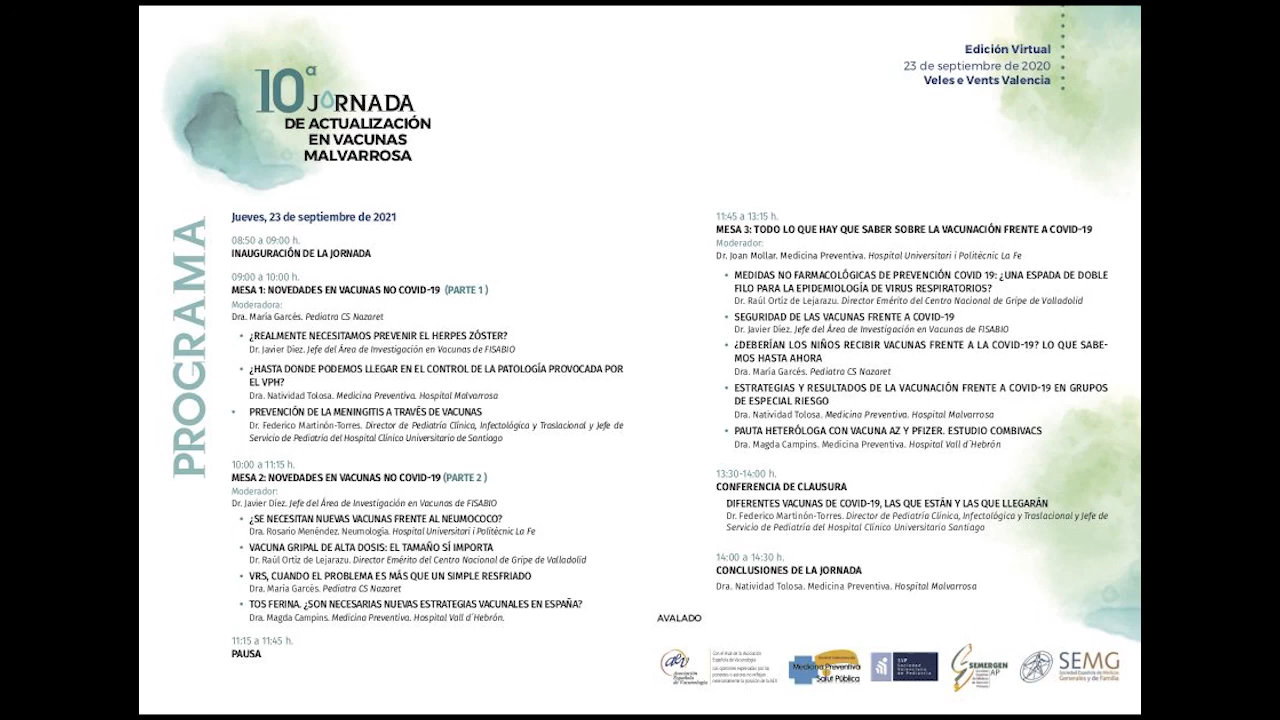 10ª JORNADA
DE ACTUALIZACIÓN
EN VACUNAS
MALVARROSA
Edición Virtual
23 de septiembre de 2020
Veles e Vents Valencia
PROGRAMA
Jueves, 23 de septiembre de 2021
08:50 a 09:00 h.
INAUGURACIÓN DE LA JORNADA
09:00 a 10:00 h.
MESA 1: NOVEDADES EN VACUNAS NO COVID-19 (PARTE 1 )
Moderadora:
Dra. María Garcés. Pediatra CS Nazaret
• ¿REALMENTE NECESITAMOS PREVENIR EL HERPES ZÓSTER?
Dr. Javier Díez. Jefe del Área de Investigación en Vacunas de FISABIO
• ¿HASTA DONDE PODEMOS LLEGAR EN EL CONTROL DE LA PATOLOGÍA PROVOCADA POR
EL VPH?
Dra. Natividad Tolosa. Medicina Preventiva. Hospital Malvarrosa
• PREVENCIÓN DE LA MENINGITIS A TRAVÉS DE VACUNAS
Dr. Federico Martinón-Torres. Director de Pediatría Clínica, Infectológica y Traslacional y Jefe de
Servicio de Pediatría del Hospital Clínico Universitario de Santiago
10:00 a 11:15 h.
MESA 2: NOVEDADES EN VACUNAS NO COVID-19 (PARTE 2 )
Moderador:
Dr. Javier Díez. Jefe del Área de Investigación en Vacunas de FISABIO
• ¿SE NECESITAN NUEVAS VACUNAS FRENTE AL NEUMOCOCO?
Dra. Rosario Menéndez. Neumología. Hospital Universitari i Politècnic La Fe
• VACUNA GRIPAL DE ALTA DOSIS: EL TAMAÑO SÍ IMPORTA
Dr. Raúl Ortiz de Lejarazu. Director Emérito del Centro Nacional de Gripe de Valladolid
• VRS, CUANDO EL PROBLEMA ES MÁS QUE UN SIMPLE RESFRIADO
Dra. María Garcés. Pediatra CS Nazaret
• TOS FERINA. ¿SON NECESARIAS NUEVAS ESTRATEGIAS VACUNALES EN ESPAÑA?
Dra. Magda Campins. Medicina Preventiva. Hospital Vall d´Hebrón.
11:15 a 11:45 h.
PAUSA
11:45 a 13:15 h.
MESA 3: TODO LO QUE HAY QUE SABER SOBRE LA VACUNACIÓN FRENTE A COVID-19
Moderador:
Dr. Joan Mollar. Medicina Preventiva. Hospital Universitari i Politècnic La Fe
• MEDIDAS NO FARMACOLÓGICAS DE PREVENCIÓN COVID 19: ¿UNA ESPADA DE DOBLE
FILO PARA LA EPIDEMIOLOGÍA DE VIRUS RESPIRATORIOS?
Dr. Raúl Ortiz de Lejarazu. Director Emérito del Centro Nacional de Gripe de Valladolid
• SEGURIDAD DE LAS VACUNAS FRENTE A COVID-19
Dr. Javier Díez. Jefe del Área de Investigación en Vacunas de FISABIO
• ¿DEBERÍAN LOS NIÑOS RECIBIR VACUNAS FRENTE A LA COVID-19? LO QUE SABE-
MOS HASTA AHORA
Dra. María Garcés. Pediatra CS Nazaret
• ESTRATEGIAS Y RESULTADOS DE LA VACUNACIÓN FRENTE A COVID-19 EN GRUPOS
DE ESPECIAL RIESGO
Dra. Natividad Tolosa. Medicina Preventiva. Hospital Malvarrosa
• PAUTA HETERÓLOGA CON VACUNA AZ Y PFIZER. ESTUDIO COMBIVACS
Dra. Magda Campins. Medicina Preventiva. Hospital Vall d´Hebrón
13:30-14:00 h.
CONFERENCIA DE CLAUSURA
DIFERENTES VACUNAS DE COVID-19, LAS QUE ESTÁN Y LAS QUE LLEGARÁN
Dr. Federico Martinón-Torres. Director de Pediatría Clínica, Infectológica y Traslacional y Jefe de
Servicio de Pediatría del Hospital Clínico Universitario Santiago
14:00 a 14:30 h.
CONCLUSIONES DE LA JORNADA
Dra. Natividad Tolosa. Medicina Preventiva. Hospital Malvarrosa
AVALADO
aev
Asociación
Española
de Vacunología
Medicina Preventiva
Salut Pública
SVP
Sociedad
Valenciana
de Pediatría
SEMERGEN
AP
SEMG
Sociedad Española de Médicos
Generales y de Familia